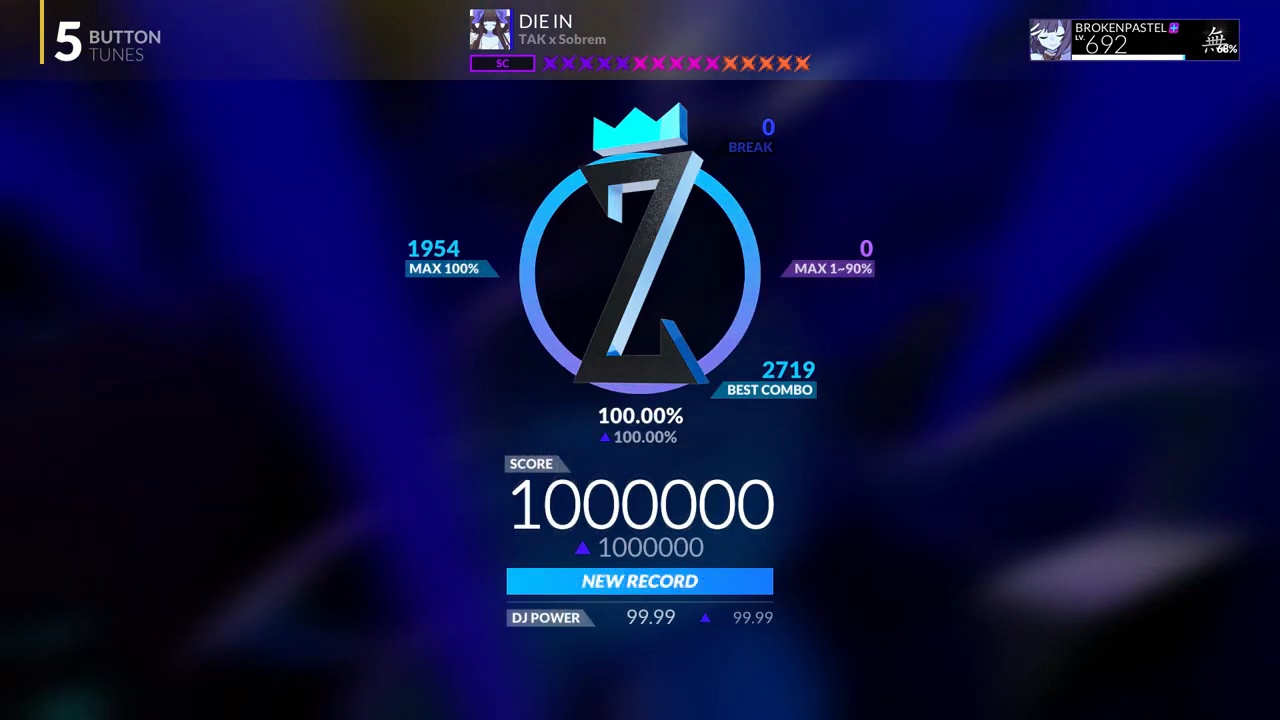 5 BUTTON
TUNES
DIE IN
TAK x Sobrem
SC
BROKENPASTEL
LV. 692
無
68%
0
BREAK
Z
1954
MAX 100%
0
MAX 1~90%
2719
BEST COMBO
100.00%
▲ 100.00%
SCORE
1000000
▲ 1000000
NEW RECORD
DJ POWER 99.99 ▲ 99.99